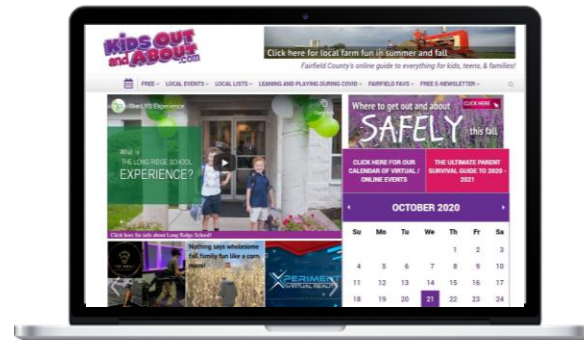 KIDS OUT
and ABOUT.com
Click here for local farm fun in summer and fall
Fairfield County's online guide to everything for kids, teens, & families!
FREE LOCAL EVENTS LOCAL LISTS LEANING AND PLAYING DURING COVID FAIRFIELD FAVS FREE E-NEWSLETTER
Experience
What is
THE LONG RIDGE SCHOOL
EXPERIENCE?
Click here for info about Long Ridge School!
Nothing says wholesome
fall family fun like a corn
maze!
XPERIMENT
VIRTUAL REALITY
Where to get out and about
CLICK HERE
SAFELY
this fall
CLICK HERE FOR OUR
CALENDAR OF VIRTUAL /
ONLINE EVENTS
THE ULTIMATE PARENT
SURVIVAL GUIDE TO 2020 -
2021
OCTOBER 2020
Su Mo Tu We Th Fr Sa
1 2 3
4 5 6 7 8 9 10
11 12 13 14 15 16 17
18 19 20 21 22 23 24